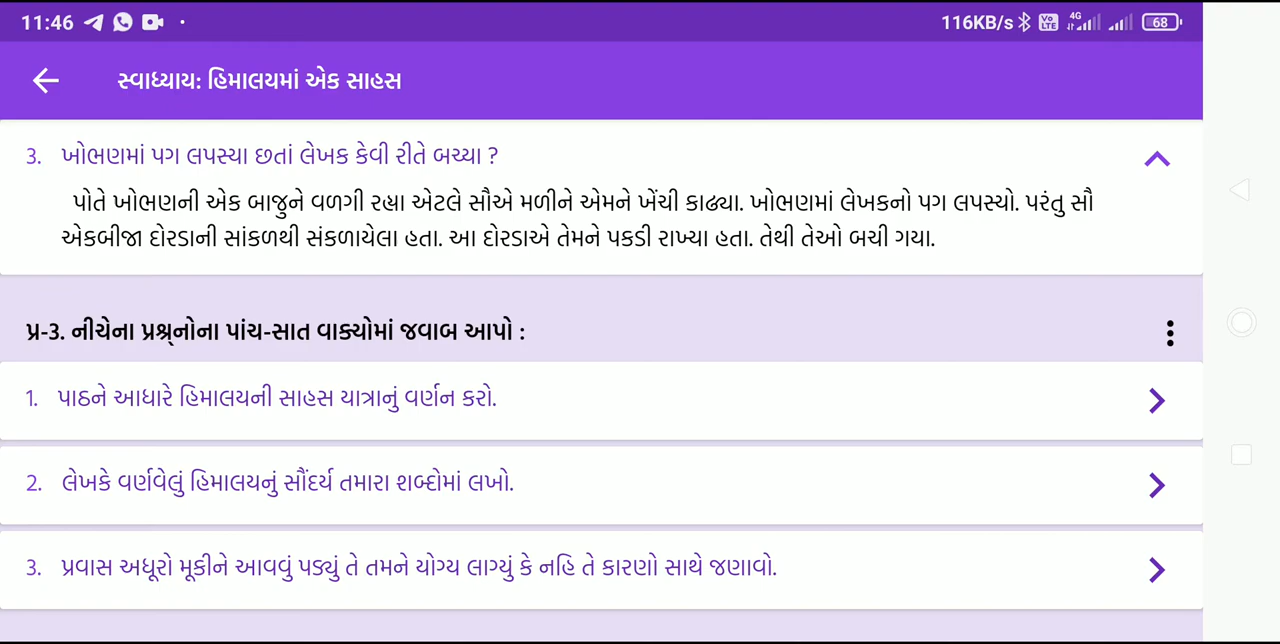 11:46
116KB/s Vo LTE 4G 68
સ્વાધ્યાય: હિમાલયમાં એક સાહસ
3. ખોભણમાં પગ લપસ્યા છતાં લેખક કેવી રીતે બચ્યા ?
પોતે ખોભણની એક બાજુને વળગી રહ્યા એટલે સૌએ મળીને એમને ખેંચી કાઢ્યા. ખોભણમાં લેખકનો પગ લપસ્યો. પરંતુ સૌ
એકબીજા દોરડાની સાંકળથી સંકળાયેલા હતા. આ દોરડાએ તેમને પકડી રાખ્યા હતા. તેથી તેઓ બચી ગયા.
પ્ર-3. નીચેના પ્રશ્ર્નોના પાંચ-સાત વાક્યોમાં જવાબ આપો :
1. પાઠને આધારે હિમાલયની સાહસ યાત્રાનું વર્ણન કરો.
2. લેખકે વર્ણવેલું હિમાલયનું સૌંદર્ય તમારા શબ્દોમાં લખો.
3. પ્રવાસ અધૂરો મૂકીને આવવું પડ્યું તે તમને યોગ્ય લાગ્યું કે નહિ તે કારણો સાથે જણાવો.